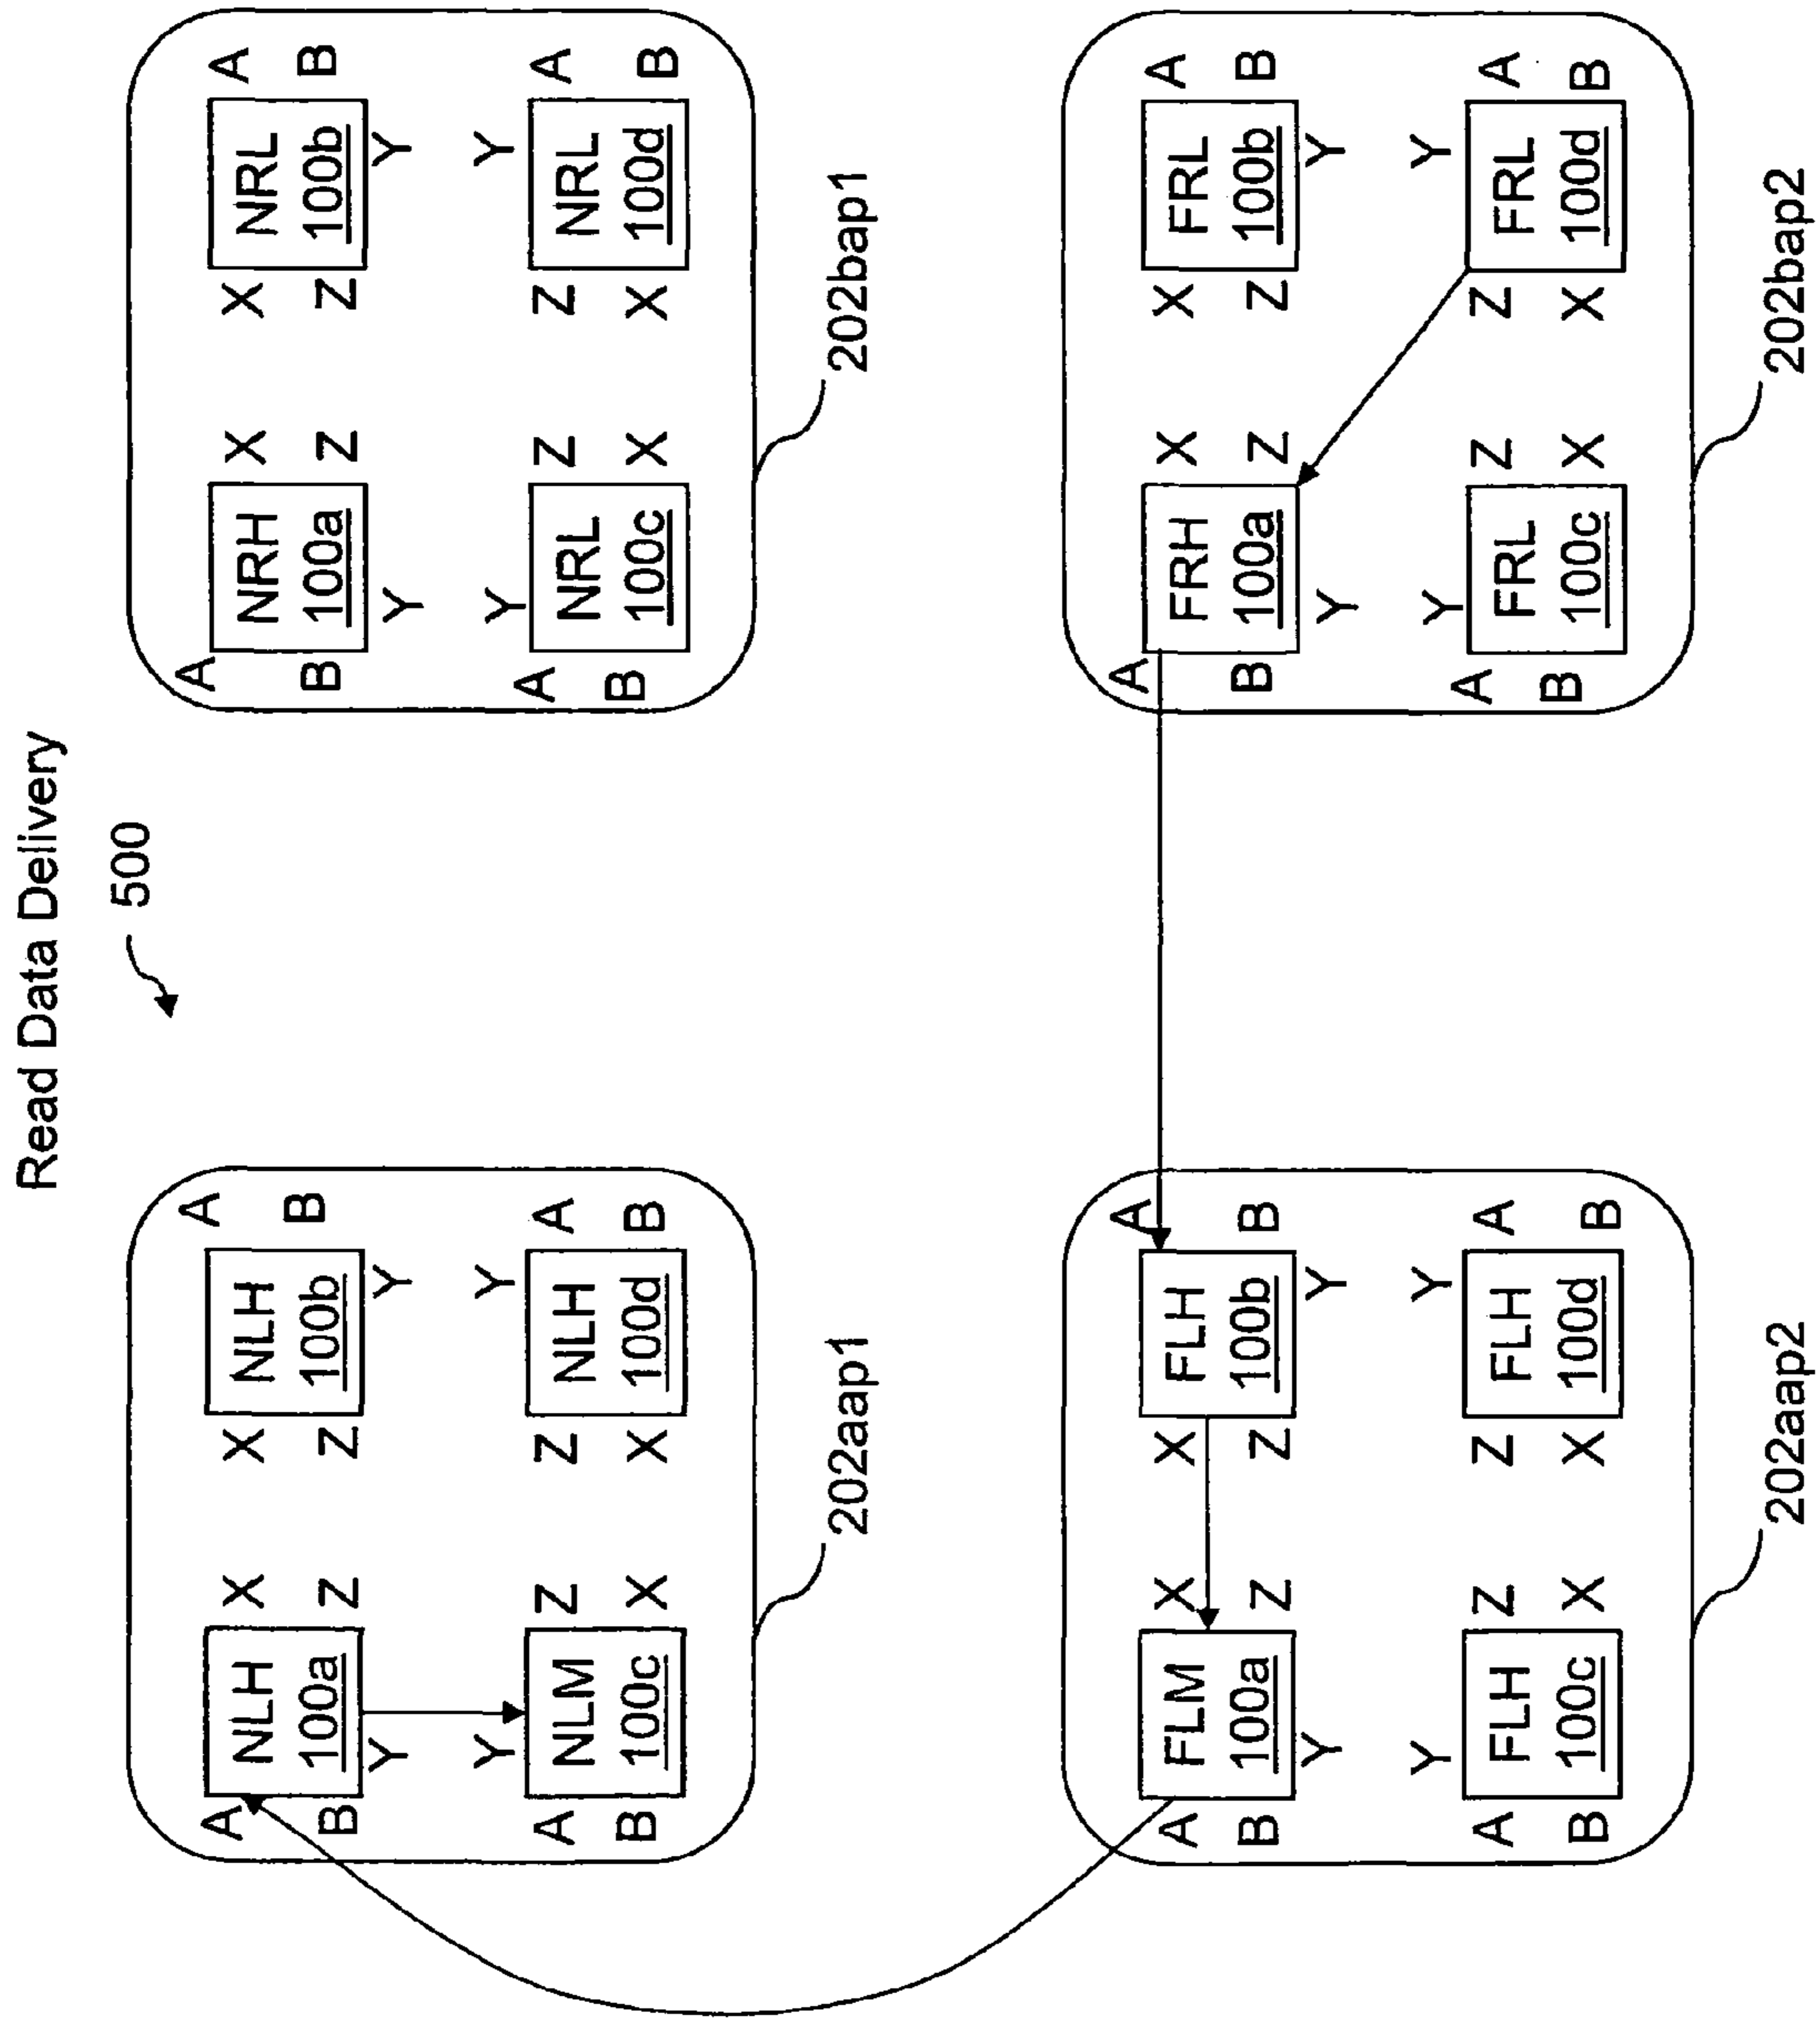 Read Data Delivery
500
A NLH X X NLH A
B 100a Z Z 100b B
Y Y
Y Y
A NLM Z Z NLH A
B 100c X X 100d B
202aap1
A NRH X X NRL A
B 100a Z Z 100b B
Y Y
Y Y
A NRL Z Z NRL A
B 100c X X 100d B
202bap1
A FLM X X FLH A
B 100a Z Z 100b B
Y Y
Y Y
A FLH Z Z FLH A
B 100c X X 100d B
202aap2
A FRH X X FRL A
B 100a Z Z 100b B
Y Y
Y Y
A FRL Z Z FRL A
B 100c X X 100d B
202bap2